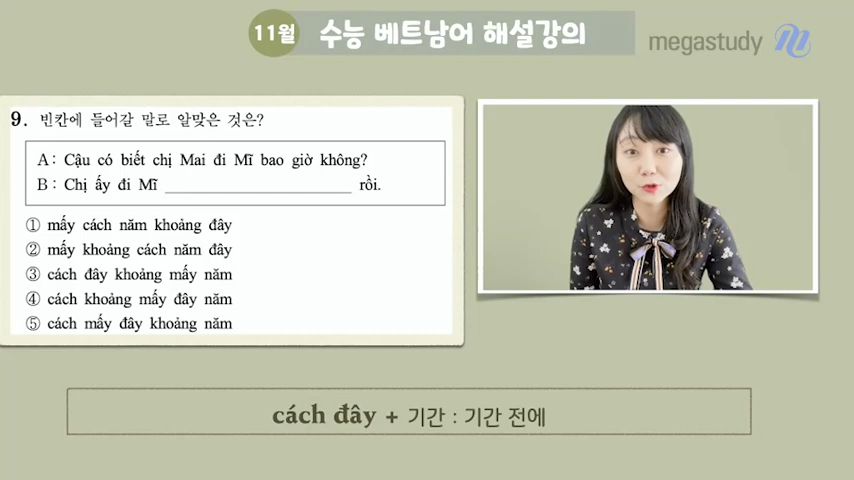 11월 수능 베트남어 해설강의
megastudy
9. 빈칸에 들어갈 말로 알맞은 것은?
A: Cậu có biết chị Mai đi Mĩ bao giờ không?
B: Chị ấy đi Mĩ ____________________ rồi.
① mấy cách năm khoảng đây
② mấy khoảng cách năm đây
③ cách đây khoảng mấy năm
④ cách khoảng mấy đây năm
⑤ cách mấy đây khoảng năm
cách đây + 기간 : 기간 전에